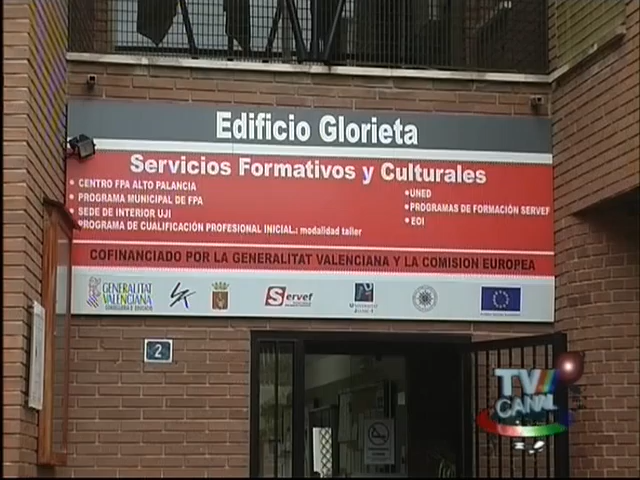 Edificio Glorieta
Servicios Formativos y Culturales
• CENTRO FPA ALTO PALANCIA
• PROGRAMA MUNICIPAL DE FPA
• SEDE DE INTERIOR UJI
• PROGRAMA DE CUALIFICACIÓN PROFESIONAL INICIAL.: modalidad taller
• UNED
• PROGRAMAS DE FORMACIÓN SERVEF
• EOI
COFINANCIADO POR LA GENERALITAT VALENCIANA Y LA COMISION EUROPEA
GENERALITAT
VALENCIANA
Servef
2
TV
CANAL